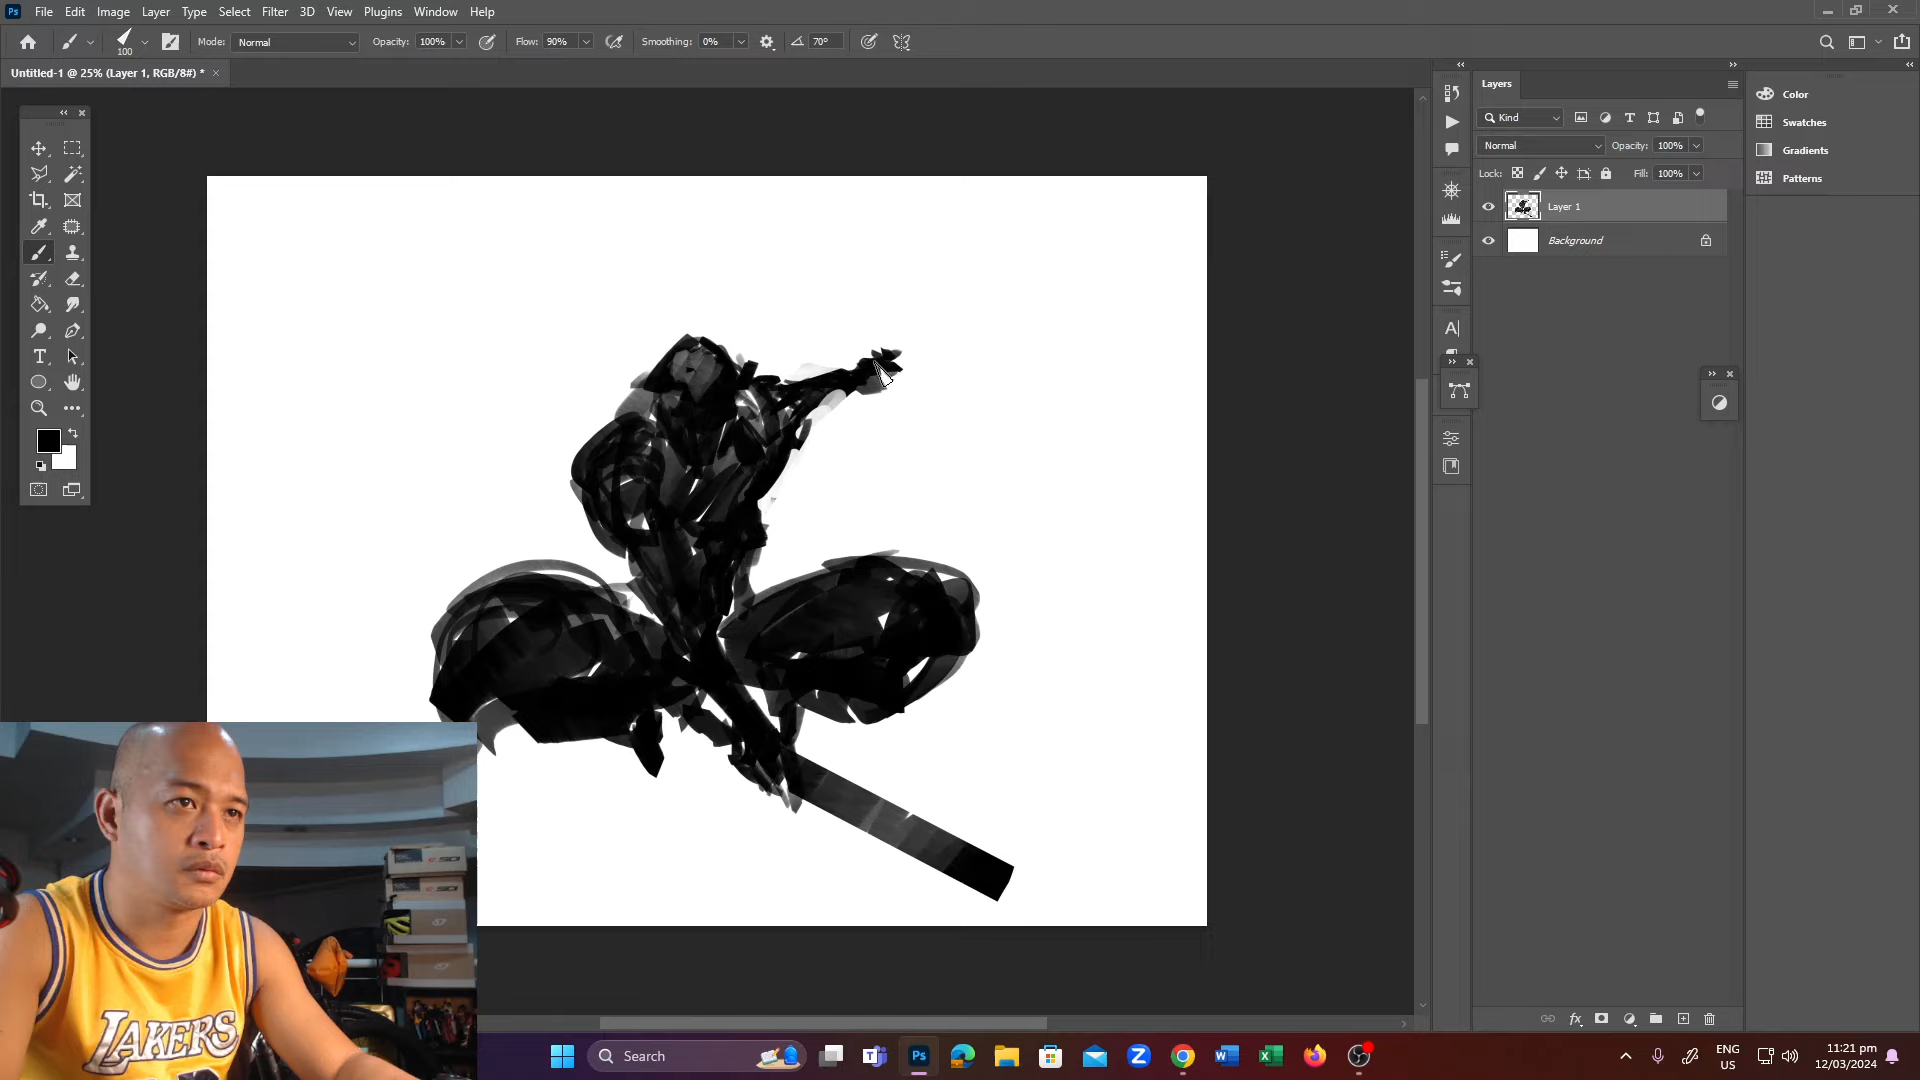 Ps File Edit Image Layer Type Select Filter 3D View Plugins Window Help
100 Mode: Normal Opacity: 100% Flow: 90% Smoothing: 0% 70°
Untitled-1 @ 25% (Layer 1, RGB/8#) *
Layers
Kind
Normal Opacity: 100%
Lock: Fill: 100%
Layer 1
Background
Color
Swatches
Gradients
Patterns
LAKERS
Search
ENG
US
11:21 pm
12/03/2024